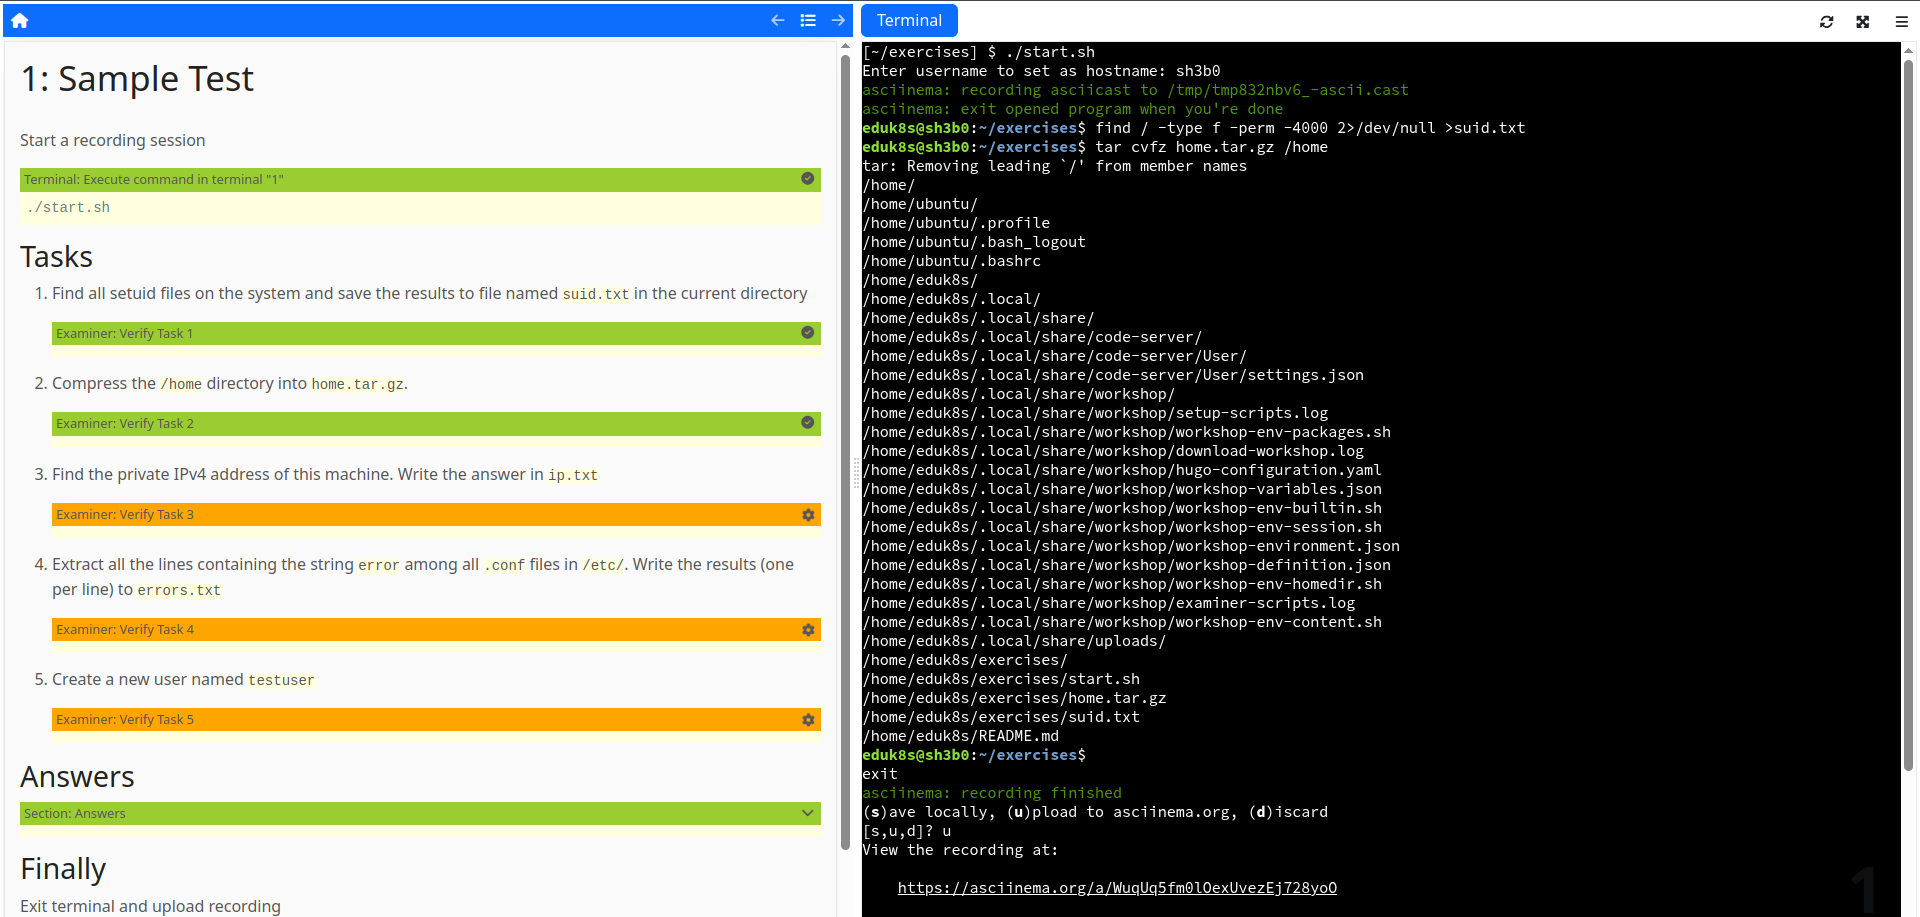 1: Sample Test
Start a recording session
Terminal: Execute command in terminal "1"
./start.sh
Tasks
1. Find all setuid files on the system and save the results to file named suid.txt in the current directory
Examiner: Verify Task 1
2. Compress the /home directory into home.tar.gz.
Examiner: Verify Task 2
3. Find the private IPv4 address of this machine. Write the answer in ip.txt
Examiner: Verify Task 3
4. Extract all the lines containing the string error among all .conf files in /etc/. Write the results (one
per line) to errors.txt
Examiner: Verify Task 4
5. Create a new user named testuser
Examiner: Verify Task 5
Answers
Section: Answers
Finally
Exit terminal and upload recording
Terminal
[~/exercises] $ ./start.sh
Enter username to set as hostname: sh3b0
asciinema: recording asciicast to /tmp/tmp832nbv6_-ascii.cast
asciinema: exit opened program when you're done
eduk8s@sh3b0:~/exercises$ find / -type f -perm -4000 2>/dev/null >suid.txt
eduk8s@sh3b0:~/exercises$ tar cvfz home.tar.gz /home
tar: Removing leading `/' from member names
/home/
/home/ubuntu/
/home/ubuntu/.profile
/home/ubuntu/.bash_logout
/home/ubuntu/.bashrc
/home/eduk8s/
/home/eduk8s/.local/
/home/eduk8s/.local/share/
/home/eduk8s/.local/share/code-server/
/home/eduk8s/.local/share/code-server/User/
/home/eduk8s/.local/share/code-server/User/settings.json
/home/eduk8s/.local/share/workshop/
/home/eduk8s/.local/share/workshop/setup-scripts.log
/home/eduk8s/.local/share/workshop/workshop-env-packages.sh
/home/eduk8s/.local/share/workshop/download-workshop.log
/home/eduk8s/.local/share/workshop/hugo-configuration.yaml
/home/eduk8s/.local/share/workshop/workshop-variables.json
/home/eduk8s/.local/share/workshop/workshop-env-builtin.sh
/home/eduk8s/.local/share/workshop/workshop-env-session.sh
/home/eduk8s/.local/share/workshop/workshop-environment.json
/home/eduk8s/.local/share/workshop/workshop-definition.json
/home/eduk8s/.local/share/workshop/workshop-env-homedir.sh
/home/eduk8s/.local/share/workshop/examiner-scripts.log
/home/eduk8s/.local/share/workshop/workshop-env-content.sh
/home/eduk8s/.local/share/uploads/
/home/eduk8s/exercises/
/home/eduk8s/exercises/start.sh
/home/eduk8s/exercises/home.tar.gz
/home/eduk8s/exercises/suid.txt
/home/eduk8s/README.md
eduk8s@sh3b0:~/exercises$
exit
asciinema: recording finished
(s)ave locally, (u)pload to asciinema.org, (d)iscard
[s,u,d]? u
View the recording at:
https://asciinema.org/a/WuqUq5fm0lOexUvezEj728yoO
1